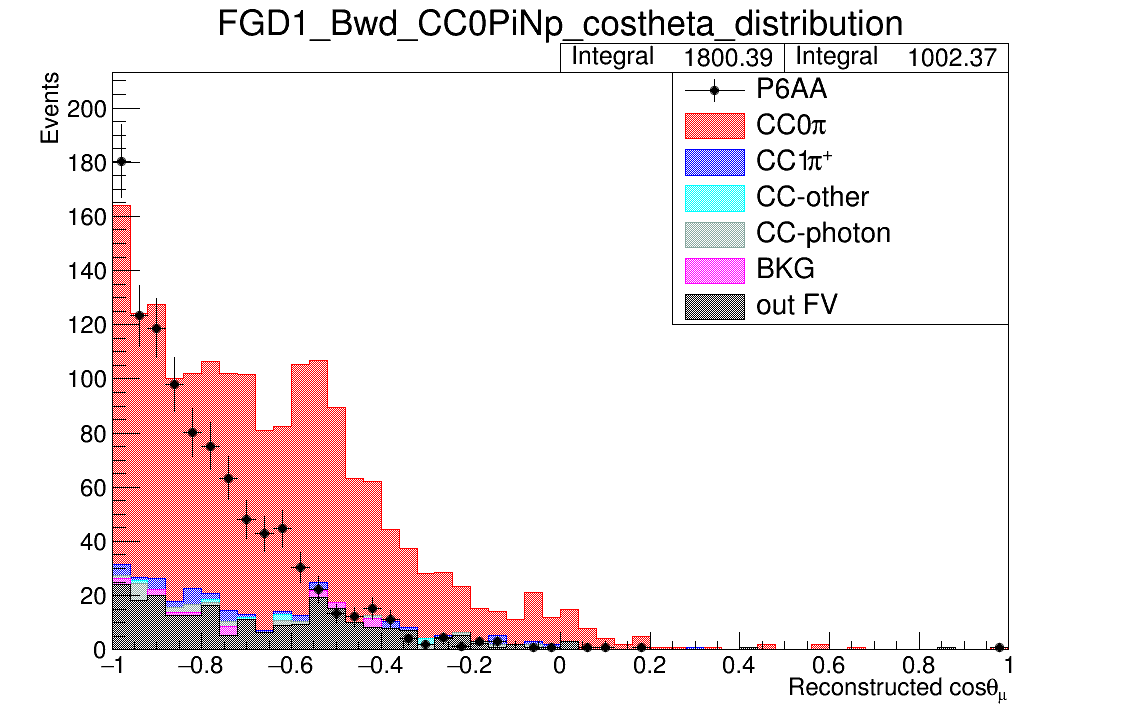 FGD1_Bwd_CC0PiNp_costheta_distribution
Integral 1800.39 Integral 1002.37
Events
P6AA
CC0π
CC1π⁺
CC-other
CC-photon
BKG
out FV
200
180
160
140
120
100
80
60
40
20
0
−1 −0.8 −0.6 −0.4 −0.2 0 0.2 0.4 0.6 0.8 1
Reconstructed cosθμ